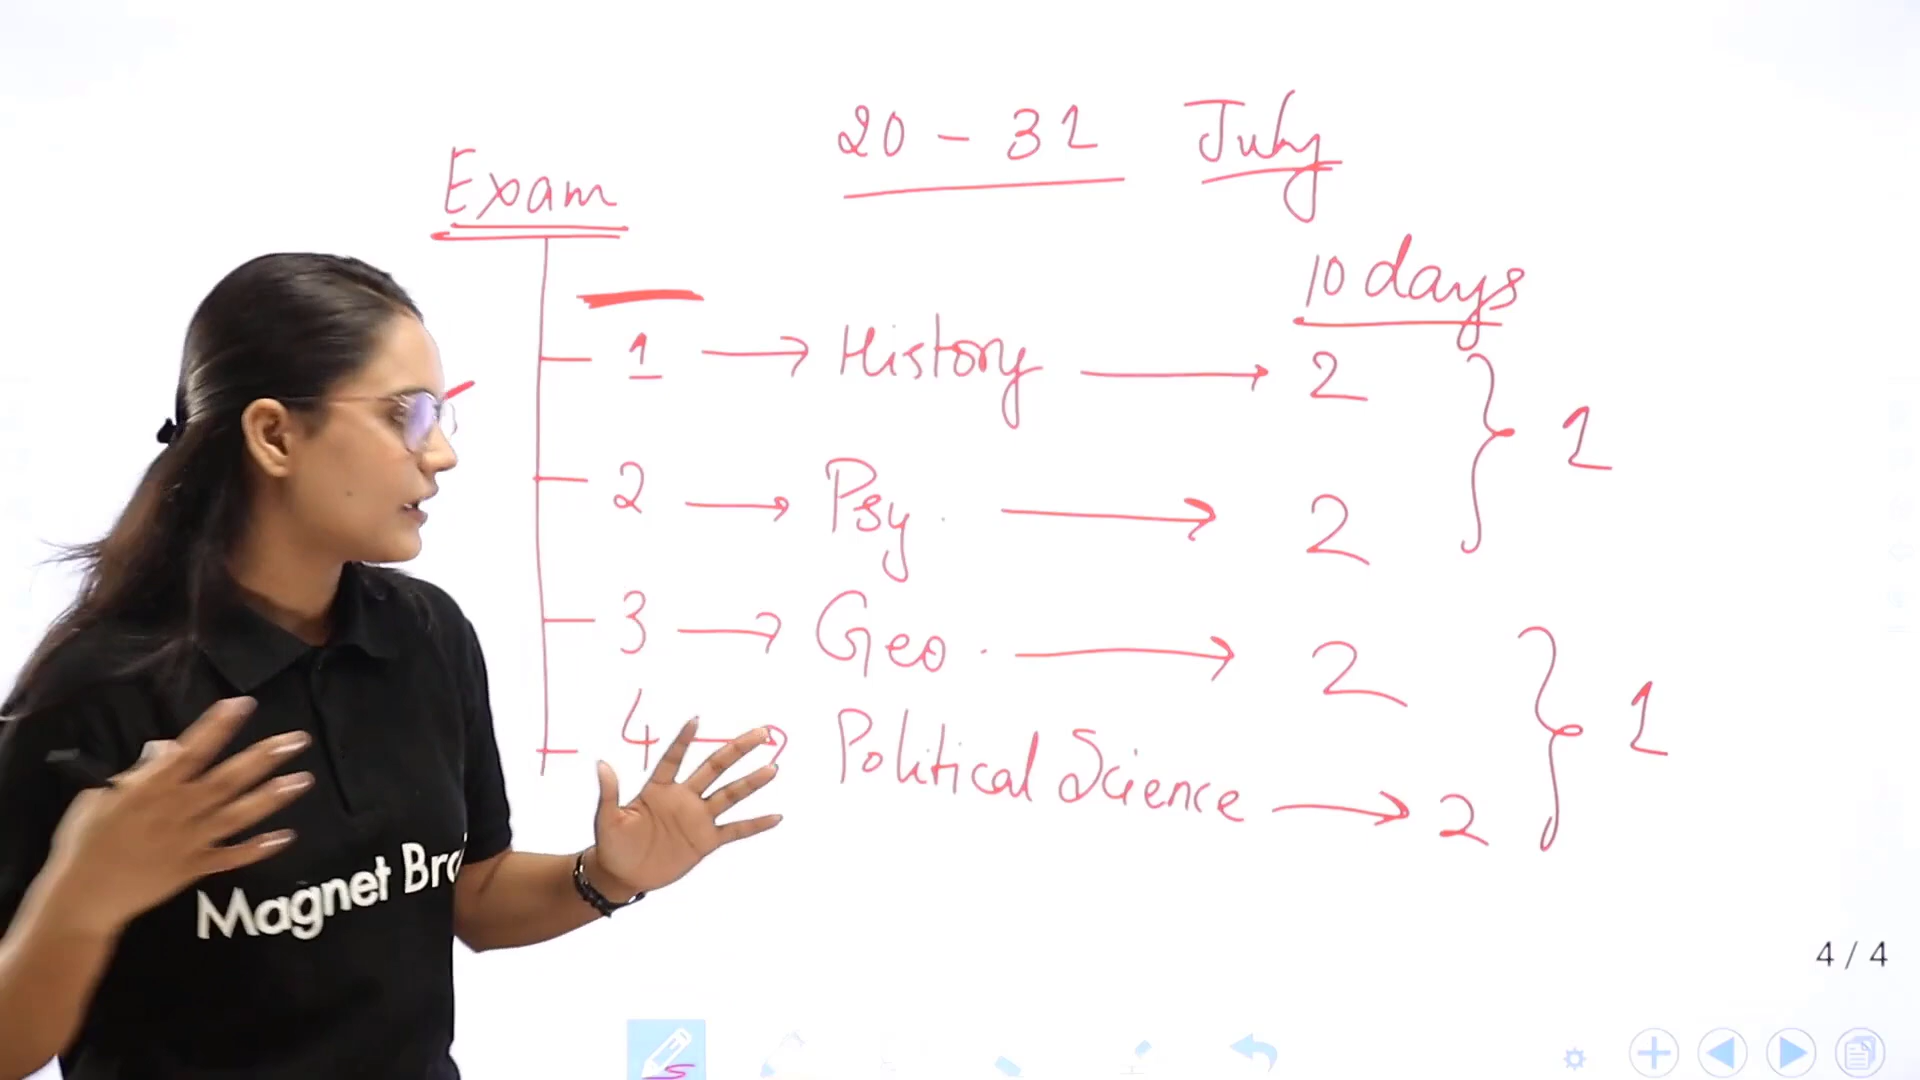 20 - 31 July
Exam
10 days
1 → History → 2
2 → Psy. → 2
} 1
3 → Geo. → 2
4 → Political Science → 2
} 1
Magnet Bra
4 / 4